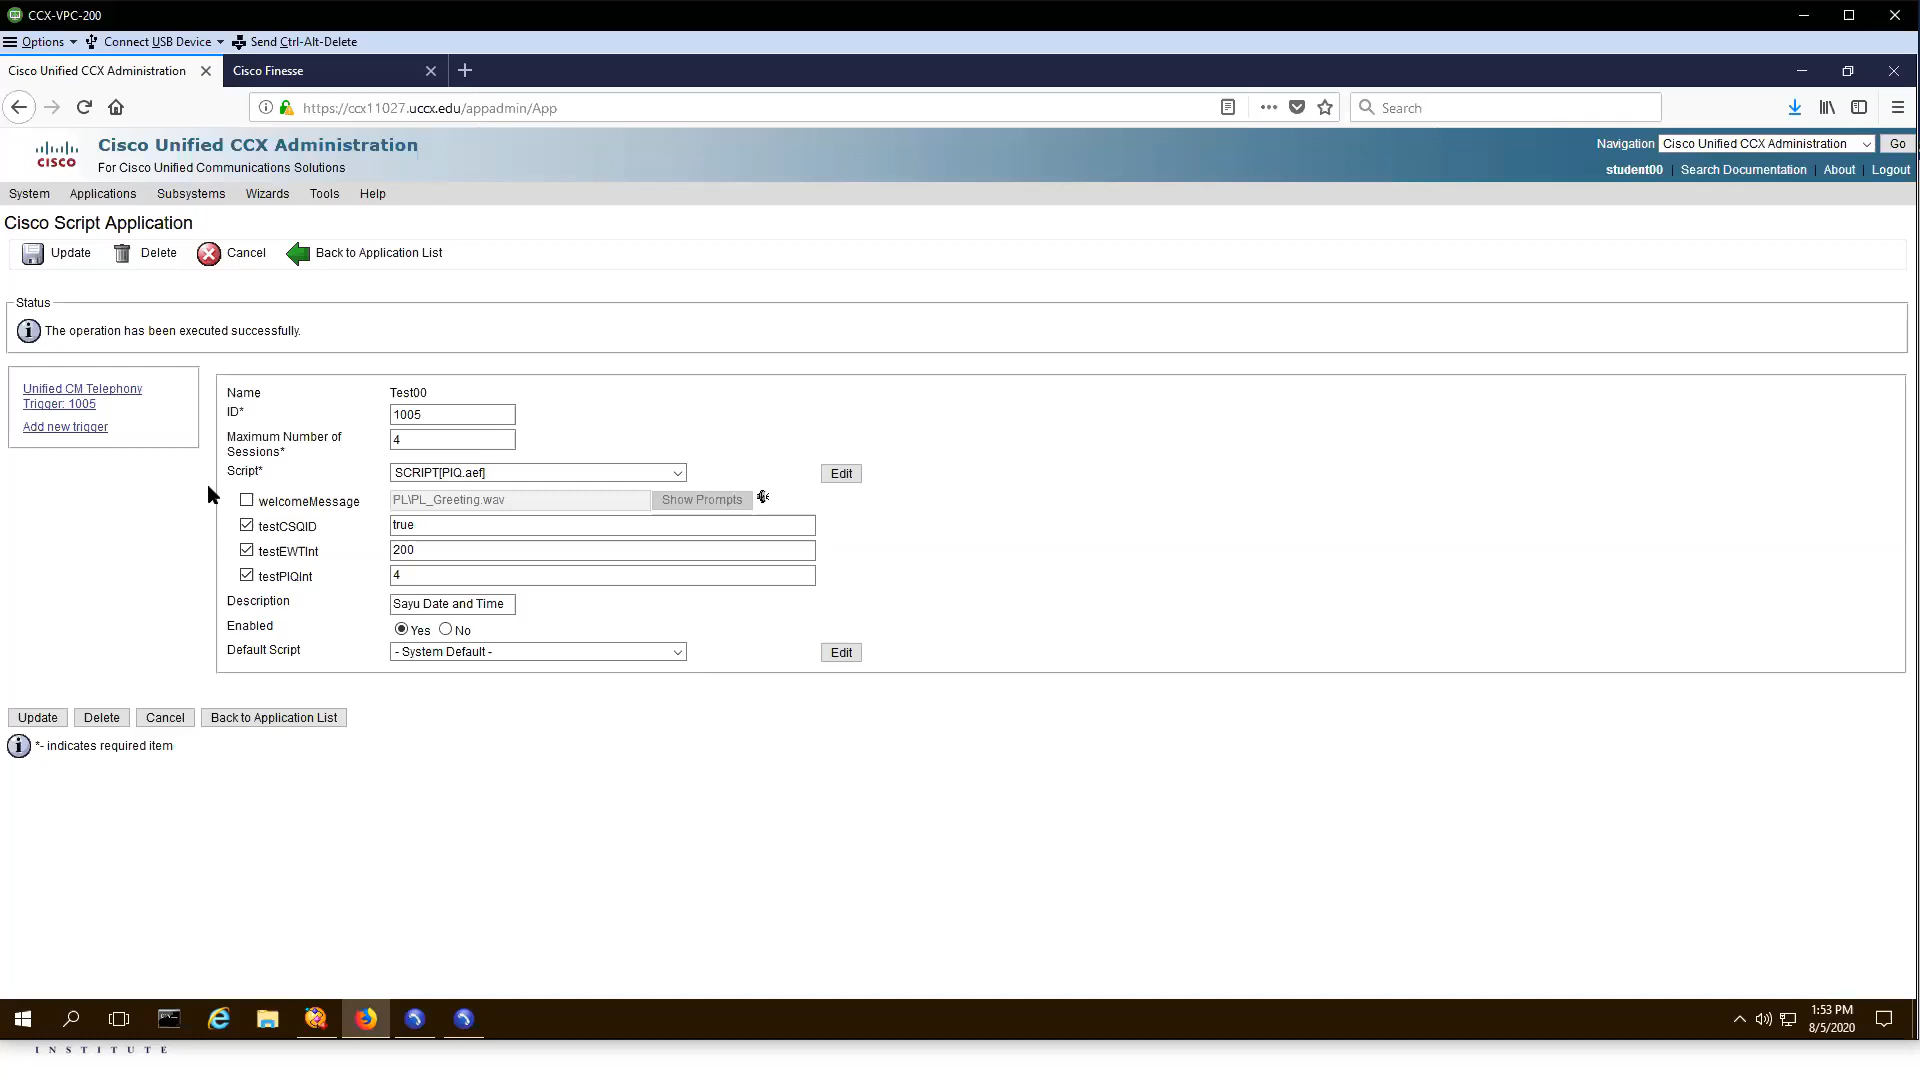 CCX-VPC-200
Options Connect USB Device Send Ctrl-Alt-Delete
Cisco Unified CCX Administration Cisco Finesse
https://ccx11027.uccx.edu/appadmin/App Search
CISCO
Cisco Unified CCX Administration
For Cisco Unified Communications Solutions
Navigation Cisco Unified CCX Administration Go
student00 | Search Documentation | About | Logout
System Applications Subsystems Wizards Tools Help
Cisco Script Application
Update Delete Cancel Back to Application List
Status
The operation has been executed successfully.
Unified CM Telephony
Trigger: 1005
Add new trigger
Name Test00
ID* 1005
Maximum Number of
Sessions* 4
Script* SCRIPT[PIQ.aef] Edit
welcomeMessage PL\PL_Greeting.wav Show Prompts
testCSQID true
testEWTInt 200
testPIQInt 4
Description Sayu Date and Time
Enabled Yes No
Default Script - System Default - Edit
Update Delete Cancel Back to Application List
*- indicates required item
1:53 PM
8/5/2020
INSTITUTE